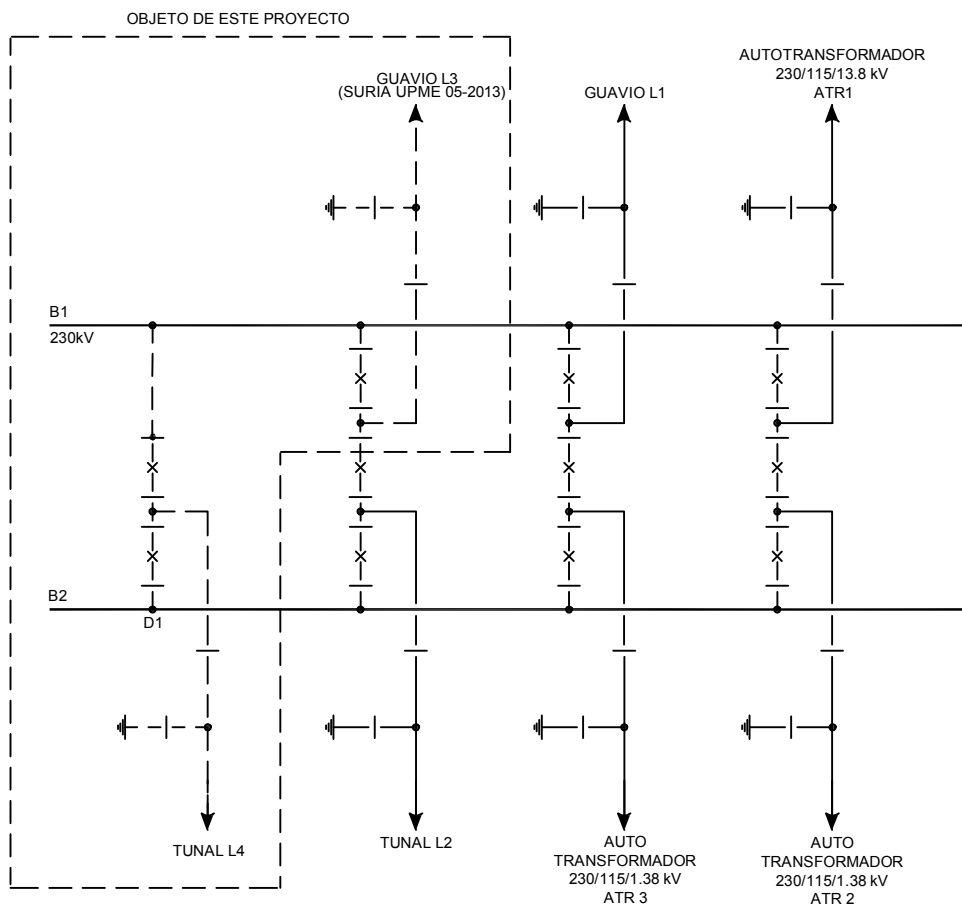 OBJETO DE ESTE PROYECTO
GUAVIO L3
(SURIA UPME 05-2013)
GUAVIO L1
AUTOTRANSFORMADOR
230/115/13.8 kV
ATR1
B1
230kV
B2
D1
TUNAL L4
TUNAL L2
AUTO
TRANSFORMADOR
230/115/1.38 kV
ATR 3
AUTO
TRANSFORMADOR
230/115/1.38 kV
ATR 2